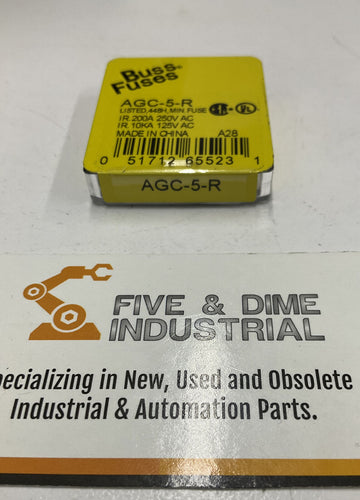 Buss®
Fuses
AGC-5-R
LISTED, 448H, MIN. FUSE
IR. 200A 250V AC
IR. 10KA 125V AC
MADE IN CHINA A28
0 51712 65523 1
AGC-5-R
FIVE & DIME
INDUSTRIAL
pecializing in New, Used and Obsolete
Industrial & Automation Parts.